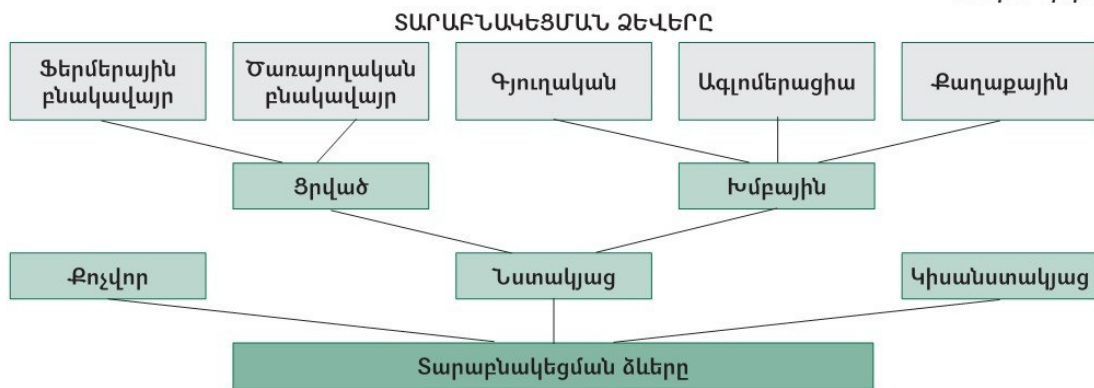 ՏԱՐԱԲՆԱԿԵՑՄԱՆ ՁԵՎԵՐԸ
Ֆերմերային
բնակավայր
Ծառայողական
բնակավայր
Գյուղական
Ագլոմերացիա
Քաղաքային
Ցրված
Խմբային
Քոչվոր
Նստակյաց
Կիսանստակյաց
Տարաբնակեցման ձևերը